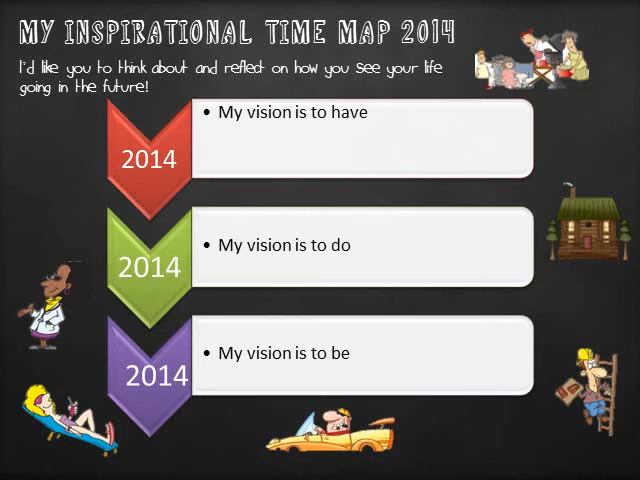 MY INSPIRATIONAL TIME MAP 2014
I'd like you to think about and reflect on how you see your life
going in the future!
2014
• My vision is to have
2014
• My vision is to do
2014
• My vision is to be